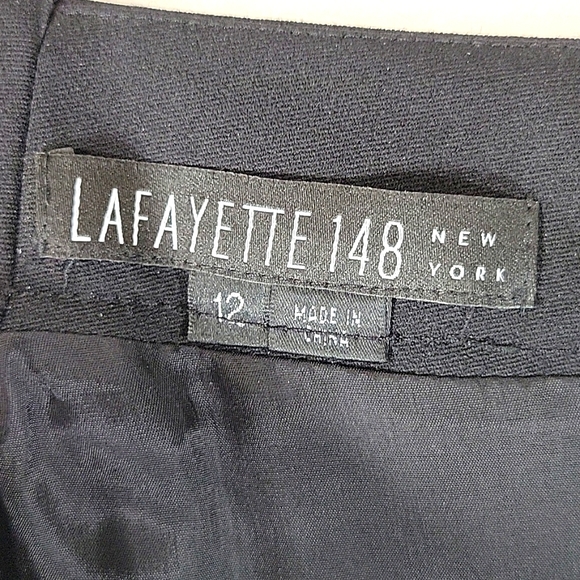 LAFAYETTE 148 NEW YORK
12
MADE IN
CHINA